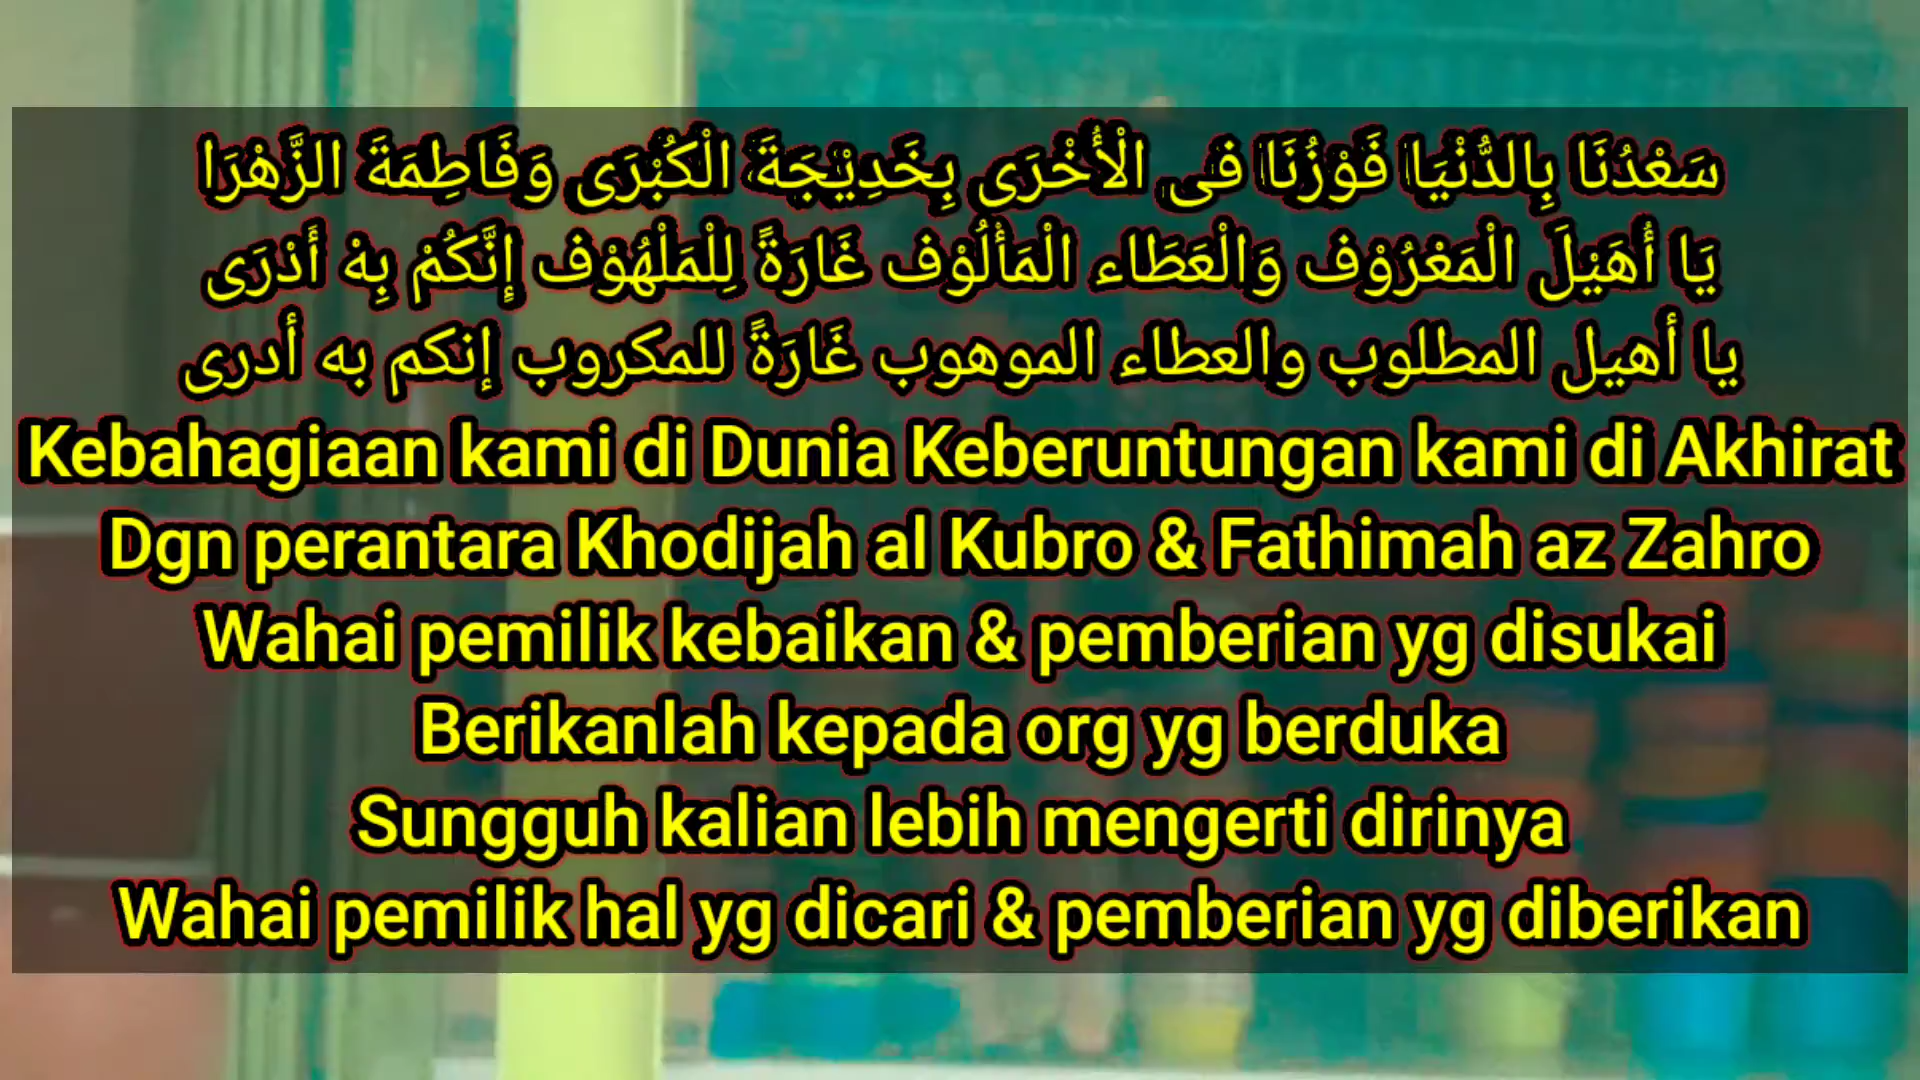 سَعْدُنَا بِالدُّنْيَا فَوْزُنَا فى الْأُخْرَى بِخَدِيْجَةَ الْكُبْرَى وَفَاطِمَةَ الزَّهْرَا
يَا أُهَيْلَ الْمَعْرُوْف وَالْعَطَاء الْمَأْلُوْف غَارَةً لِلْمَلْهُوْف إِنَّكُمْ بِهْ أَدْرَى
يا أهيل المطلوب والعطاء الموهوب غَارَةً للمكروب إنكم به أدرى
Kebahagiaan kami di Dunia Keberuntungan kami di Akhirat
Dgn perantara Khodijah al Kubro & Fathimah az Zahro
Wahai pemilik kebaikan & pemberian yg disukai
Berikanlah kepada org yg berduka
Sungguh kalian lebih mengerti dirinya
Wahai pemilik hal yg dicari & pemberian yg diberikan